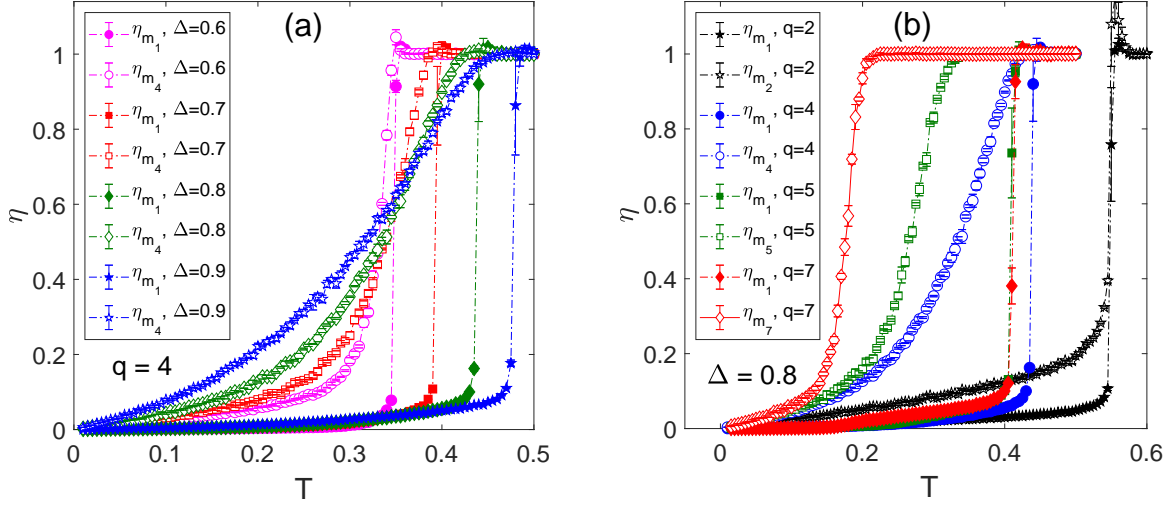 (a)
η
1
0.8
0.6
0.4
0.2
0
η_{m_1}, Δ=0.6
η_{m_4}, Δ=0.6
η_{m_1}, Δ=0.7
η_{m_4}, Δ=0.7
η_{m_1}, Δ=0.8
η_{m_4}, Δ=0.8
η_{m_1}, Δ=0.9
η_{m_4}, Δ=0.9
q = 4
0 0.1 0.2 0.3 0.4 0.5
T
(b)
η
1
0.8
0.6
0.4
0.2
0
η_{m_1}, q=2
η_{m_2}, q=2
η_{m_1}, q=4
η_{m_4}, q=4
η_{m_1}, q=5
η_{m_5}, q=5
η_{m_1}, q=7
η_{m_7}, q=7
Δ = 0.8
0 0.2 0.4 0.6
T